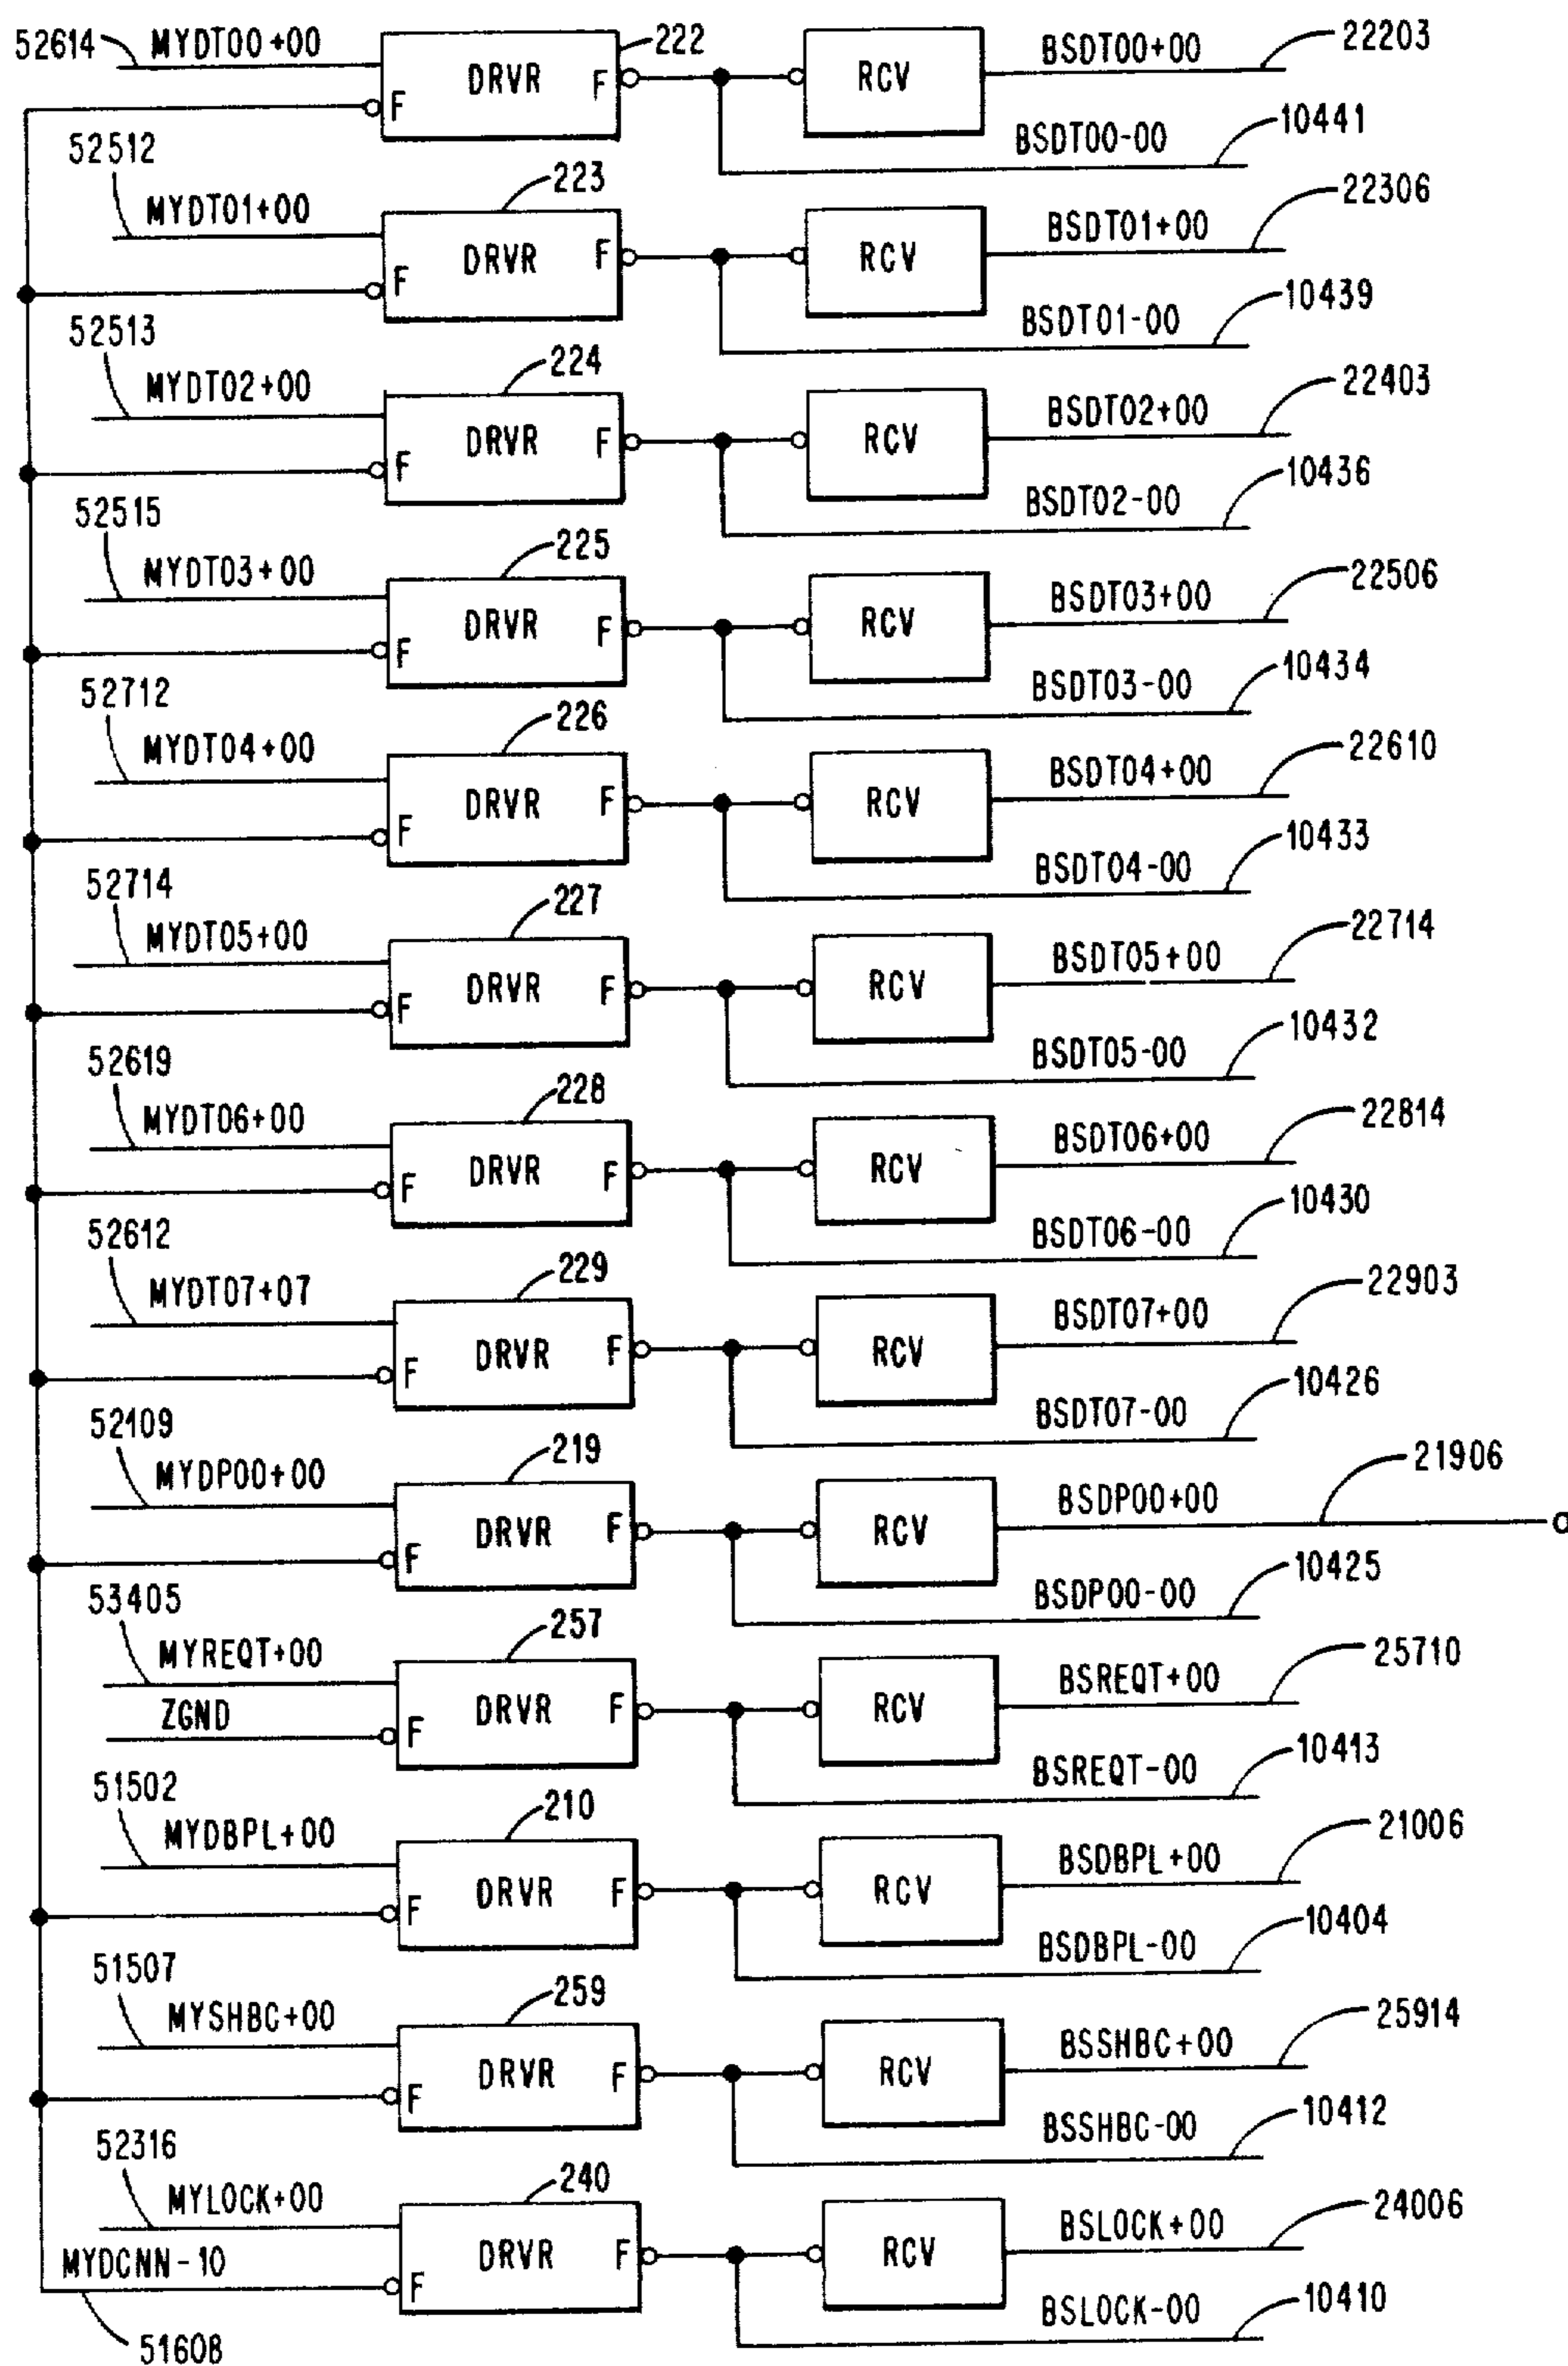 52614 MYDT00+00 222 22203
DRVR F RCV BSDT00+00
F BSDT00-00 10441
52512 MYDT01+00 223 22306
DRVR F RCV BSDT01+00
F BSDT01-00 10439
52513 MYDT02+00 224 22403
DRVR F RCV BSDT02+00
F BSDT02-00 10436
52515 MYDT03+00 225 22506
DRVR F RCV BSDT03+00
F BSDT03-00 10434
52712 MYDT04+00 226 22610
DRVR F RCV BSDT04+00
F BSDT04-00 10433
52714 MYDT05+00 227 22714
DRVR F RCV BSDT05+00
F BSDT05-00 10432
52619 MYDT06+00 228 22814
DRVR F RCV BSDT06+00
F BSDT06-00 10430
52612 MYDT07+07 229 22903
DRVR F RCV BSDT07+00
F BSDT07-00 10426
52109 MYDP00+00 219 21906
DRVR F RCV BSDP00+00
F BSDP00-00 10425
53405 MYREQT+00 257 25710
ZGND DRVR F RCV BSREQT+00
F BSREQT-00 10413
51502 MYDBPL+00 210 21006
DRVR F RCV BSDBPL+00
F BSDBPL-00 10404
51507 MYSHBC+00 259 25914
DRVR F RCV BSSHBC+00
F BSSHBC-00 10412
52316 MYLOCK+00 240 24006
MYDCNN-10 DRVR F RCV BSLOCK+00
F BSLOCK-00 10410
51608